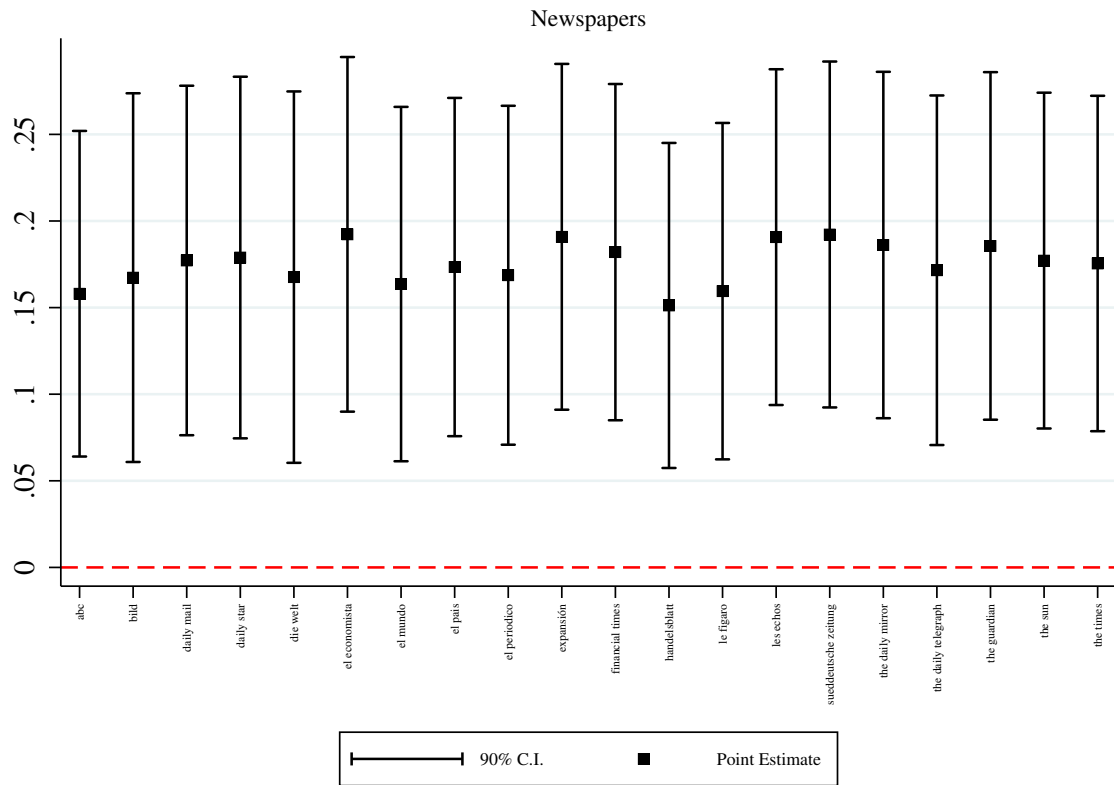 Newspapers
.25
.2
.15
.1
.05
0
abc
bild
daily mail
daily star
die welt
el economista
el mundo
el pais
el periodico
expansión
financial times
handelsblatt
le figaro
les echos
sueddeutsche zeitung
the daily mirror
the daily telegraph
the guardian
the sun
the times
90% C.I.
Point Estimate